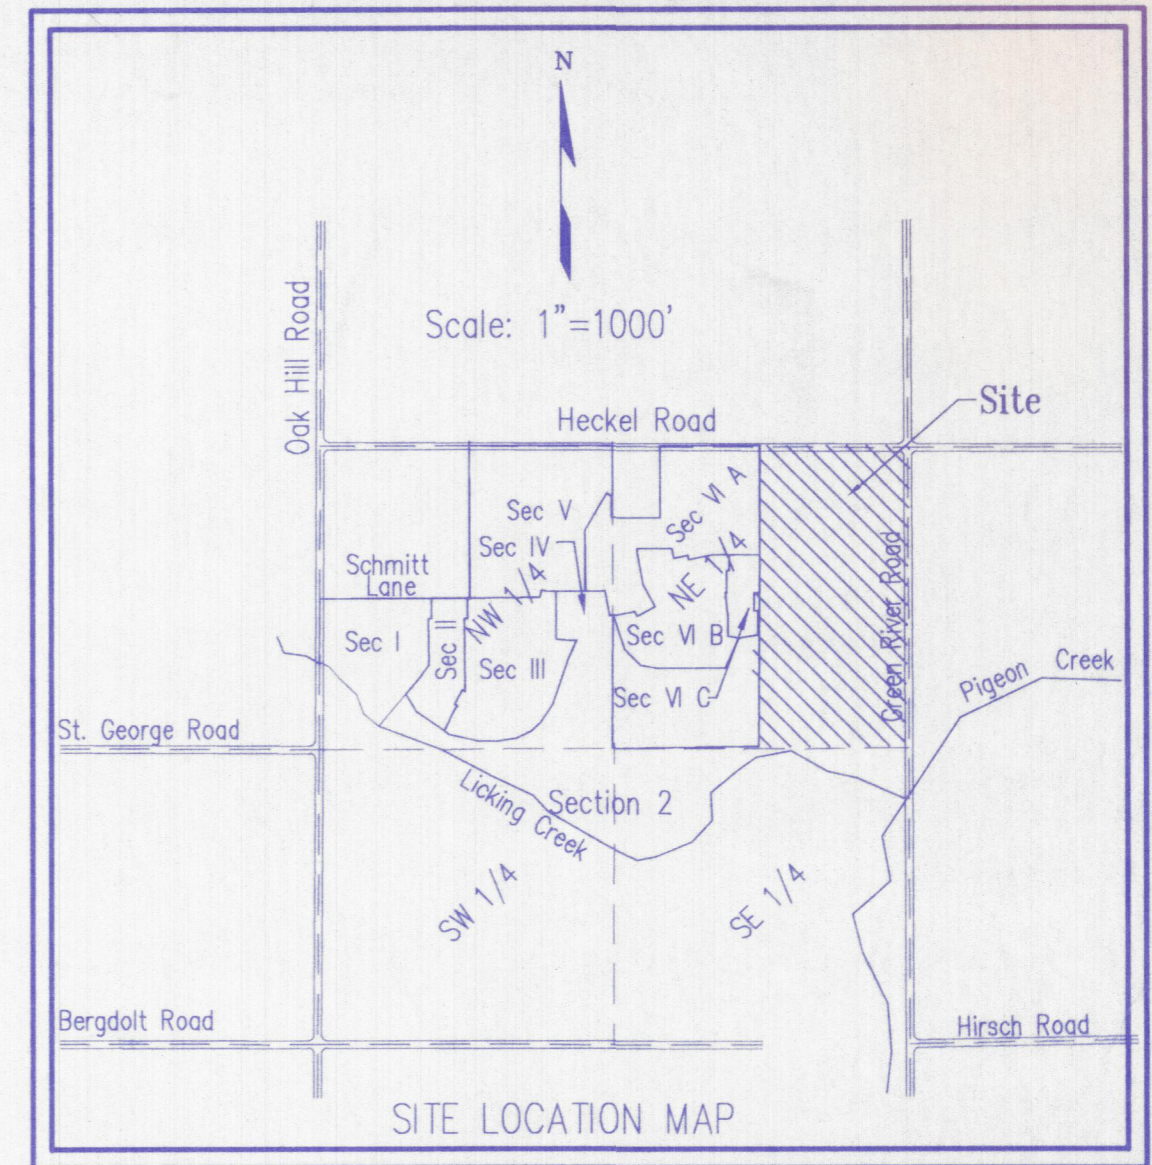 N
Scale: 1"=1000'
Oak Hill Road
Heckel Road
Site
Sec V
Sec VI A
Sec IV
Schmitt
Lane
NW 1/4
NE 1/4
Green River Road
Sec I
Sec II
Sec III
Sec VI B
Sec VI C
Pigeon Creek
St. George Road
Licking Creek
Section 2
SW 1/4
SE 1/4
Bergdolt Road
Hirsch Road
SITE LOCATION MAP